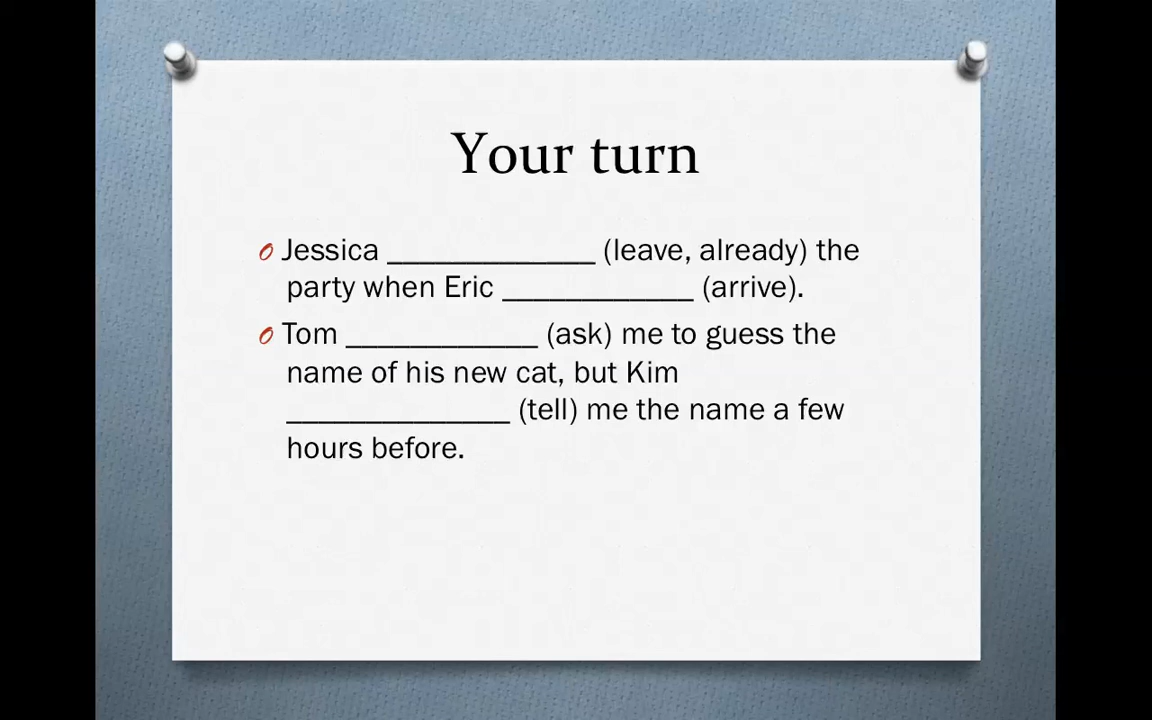 Your turn
Jessica _____________ (leave, already) the
party when Eric ____________ (arrive).
Tom ____________ (ask) me to guess the
name of his new cat, but Kim
______________ (tell) me the name a few
hours before.